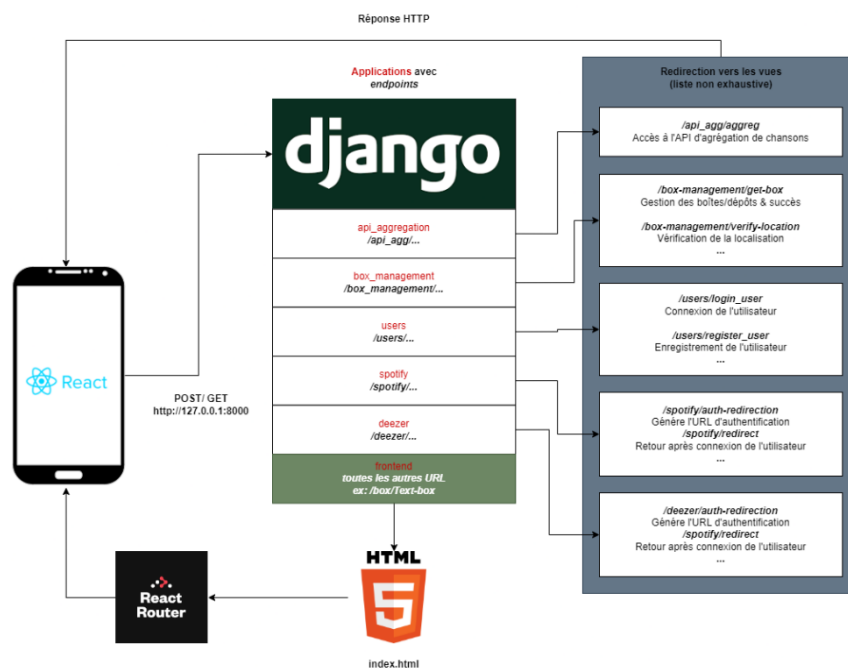 Réponse HTTP
Applications avec
endpoints
django
api_aggregation
/api_agg/...
box_management
/box_management/...
users
/users/...
spotify
/spotify/...
deezer
/deezer/...
frontend
toutes les autres URL
ex: /box/Text-box
Redirection vers les vues
(liste non exhaustive)
/api_agg/aggreg
Accès à l'API d'agrégation de chansons
/box-management/get-box
Gestion des boîtes/dépôts & succès
/box-management/verify-location
Vérification de la localisation
...
/users/login_user
Connexion de l'utilisateur
/users/register_user
Enregistrement de l'utilisateur
...
/spotify/auth-redirection
Génère l'URL d'authentification
/spotify/redirect
Retour après connexion de l'utilisateur
...
/deezer/auth-redirection
Génère l'URL d'authentification
/spotify/redirect
Retour après connexion de l'utilisateur
...
React
POST/ GET
http://127.0.0.1:8000
React
Router
HTML
5
index.html